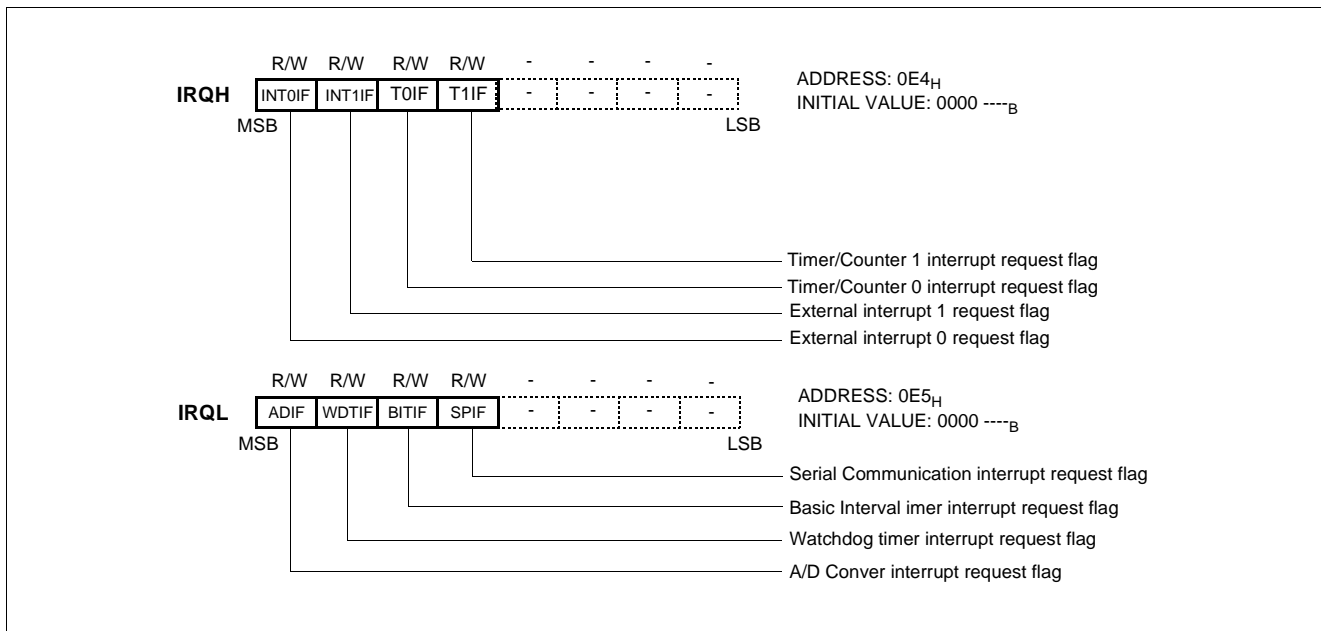 R/W R/W R/W R/W - - - -
IRQH INT0IF INT1IF T0IF T1IF - - - -
MSB LSB
ADDRESS: 0E4H
INITIAL VALUE: 0000 ----B
Timer/Counter 1 interrupt request flag
Timer/Counter 0 interrupt request flag
External interrupt 1 request flag
External interrupt 0 request flag
R/W R/W R/W R/W - - - -
IRQL ADIF WDTIF BITIF SPIF - - - -
MSB LSB
ADDRESS: 0E5H
INITIAL VALUE: 0000 ----B
Serial Communication interrupt request flag
Basic Interval imer interrupt request flag
Watchdog timer interrupt request flag
A/D Conver interrupt request flag